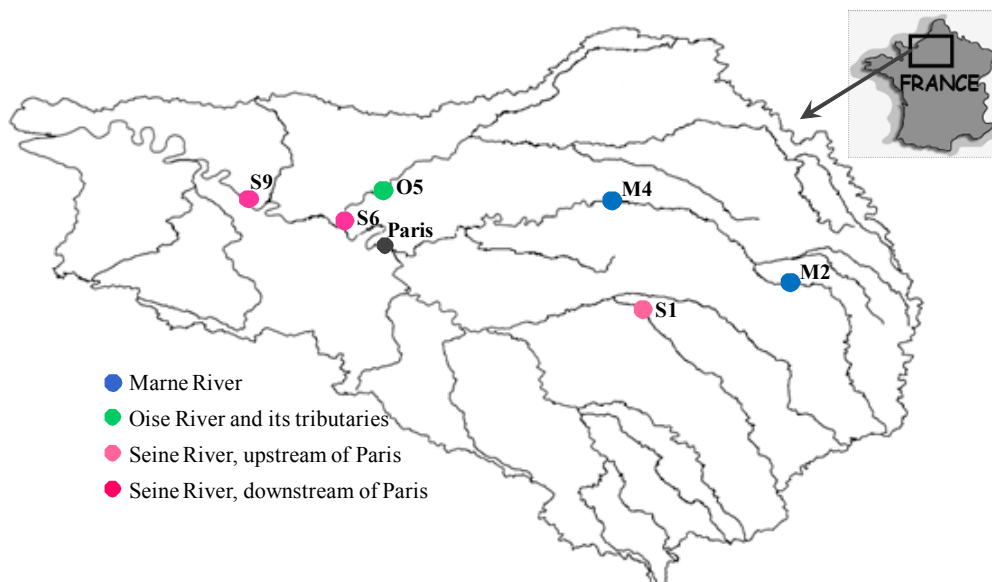 FRANCE
S9
O5
M4
S6
Paris
M2
S1
Marne River
Oise River and its tributaries
Seine River, upstream of Paris
Seine River, downstream of Paris